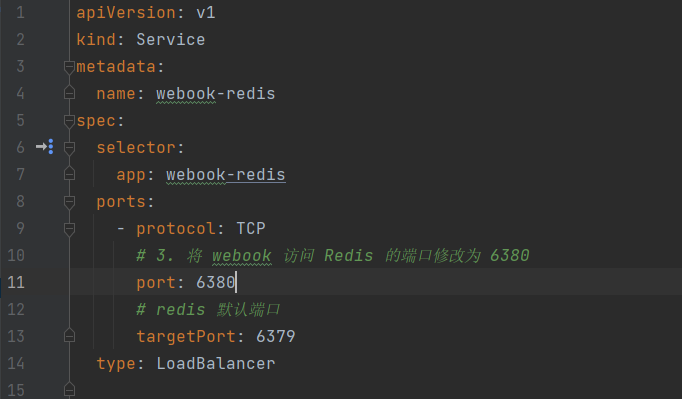 1 apiVersion: v1
2 kind: Service
3 metadata:
4   name: webook-redis
5 spec:
6   selector:
7     app: webook-redis
8   ports:
9     - protocol: TCP
10       # 3. 将 webook 访问 Redis 的端口修改为 6380
11       port: 6380
12       # redis 默认端口
13       targetPort: 6379
14   type: LoadBalancer
15